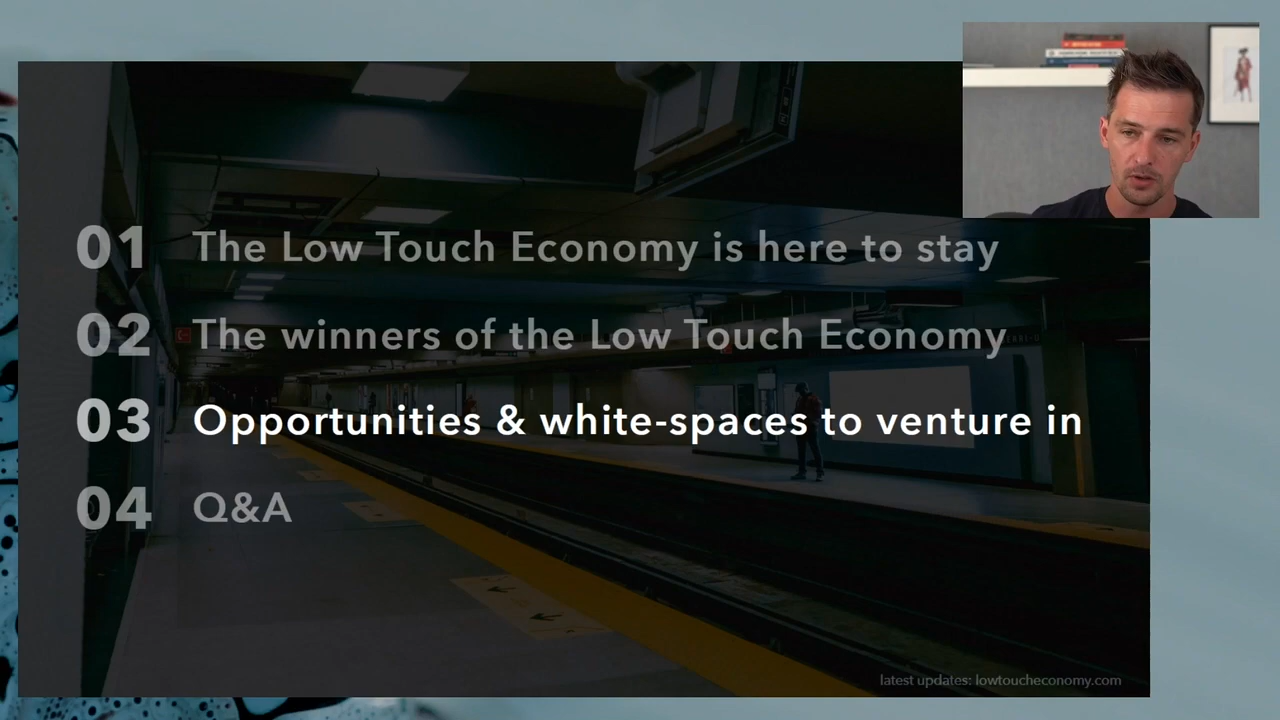 01 The Low Touch Economy is here to stay
02 The winners of the Low Touch Economy
03 Opportunities & white-spaces to venture in
04 Q&A
latest updates: lowtoucheconomy.com